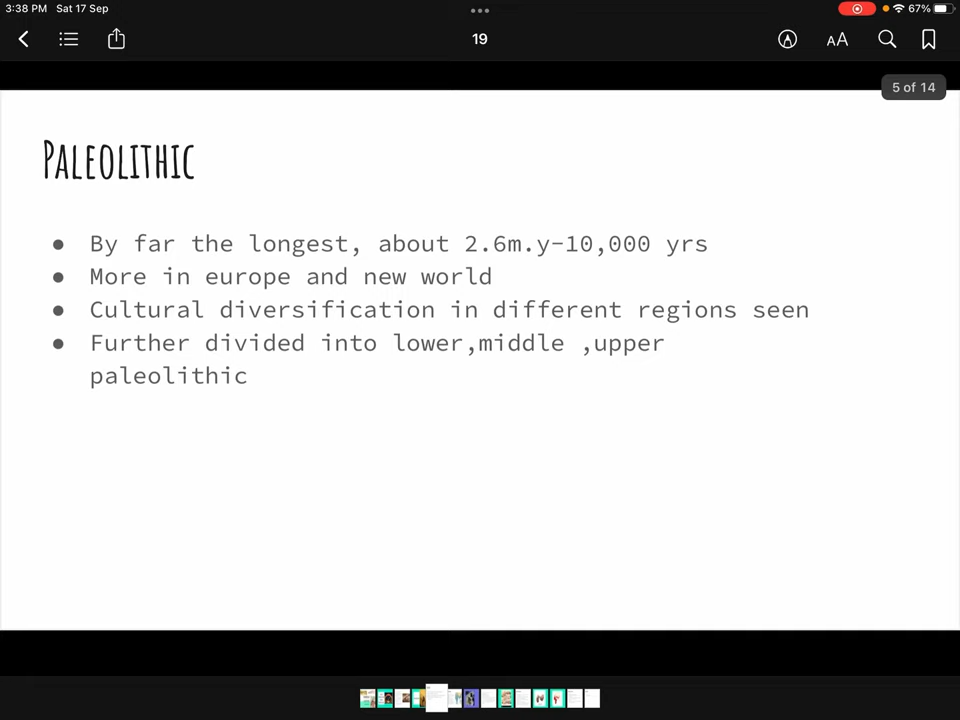 3:38 PM Sat 17 Sep
67%
19
AA
5 of 14
PALEOLITHIC
● By far the longest, about 2.6m.y-10,000 yrs
● More in europe and new world
● Cultural diversification in different regions seen
● Further divided into lower,middle ,upper
paleolithic